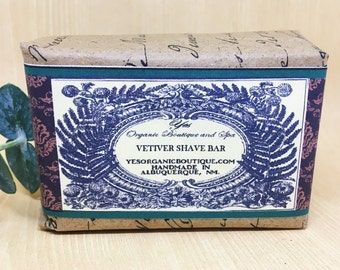 Yes
Organic Boutique and Spa
VETIVER SHAVE BAR
YESORGANICBOUTIQUE.COM
HANDMADE IN
ALBUQUERQUE, NM.